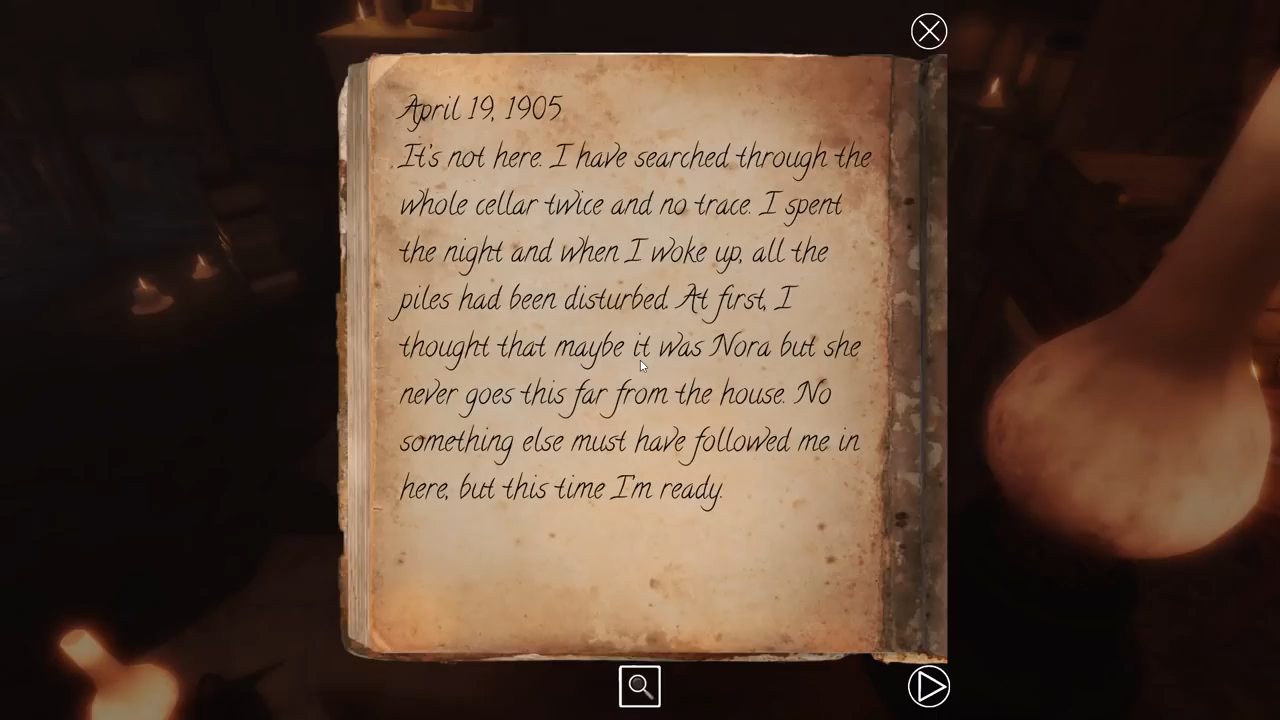 April 19, 1905
It's not here. I have searched through the
whole cellar twice and no trace. I spent
the night and when I woke up, all the
piles had been disturbed. At first, I
thought that maybe it was Nora but she
never goes this far from the house. No
something else must have followed me in
here, but this time I'm ready.